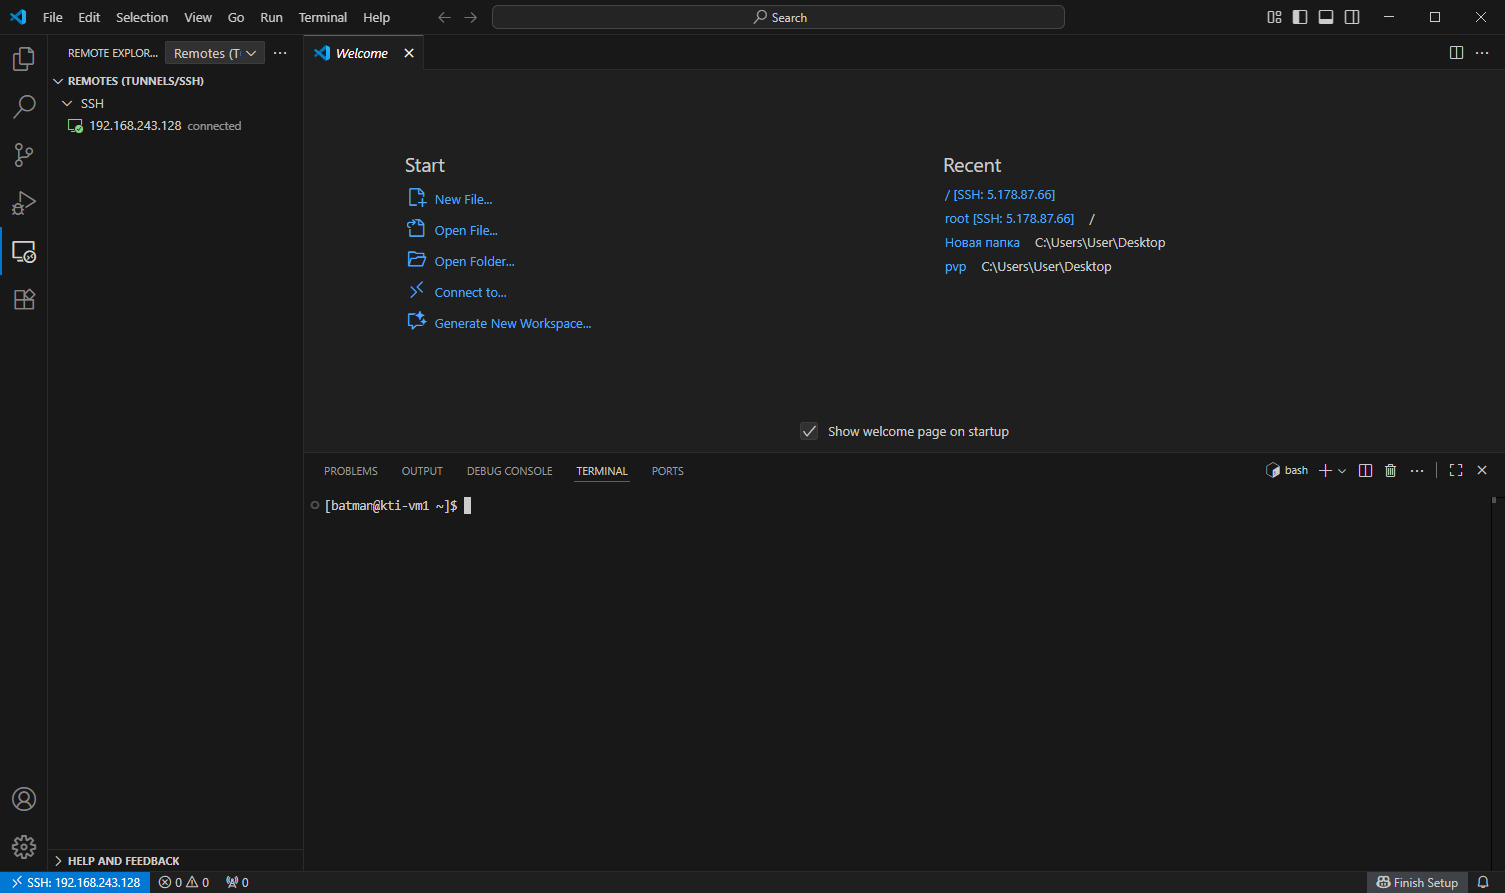 File Edit Selection View Go Run Terminal Help Search
REMOTE EXPLOR... Remotes (T
REMOTES (TUNNELS/SSH)
SSH
192.168.243.128 connected
Welcome
Start
New File...
Open File...
Open Folder...
Connect to...
Generate New Workspace...
Recent
/ [SSH: 5.178.87.66]
root [SSH: 5.178.87.66] /
Новая папка C:\Users\User\Desktop
pvp C:\Users\User\Desktop
Show welcome page on startup
PROBLEMS OUTPUT DEBUG CONSOLE TERMINAL PORTS bash
[batman@kti-vm1 ~]$
HELP AND FEEDBACK
SSH: 192.168.243.128 0 0 0 Finish Setup